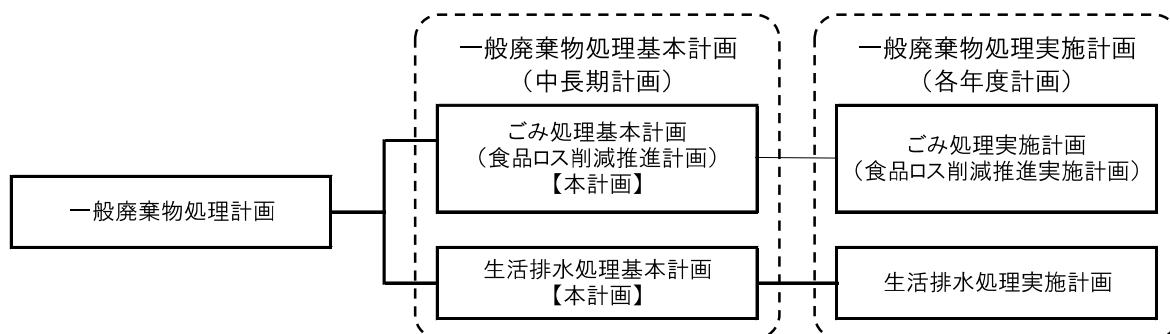 一般廃棄物処理計画
一般廃棄物処理基本計画
（中長期計画）
ごみ処理基本計画
（食品ロス削減推進計画）
【本計画】
生活排水処理基本計画
【本計画】
一般廃棄物処理実施計画
（各年度計画）
ごみ処理実施計画
（食品ロス削減推進実施計画）
生活排水処理実施計画